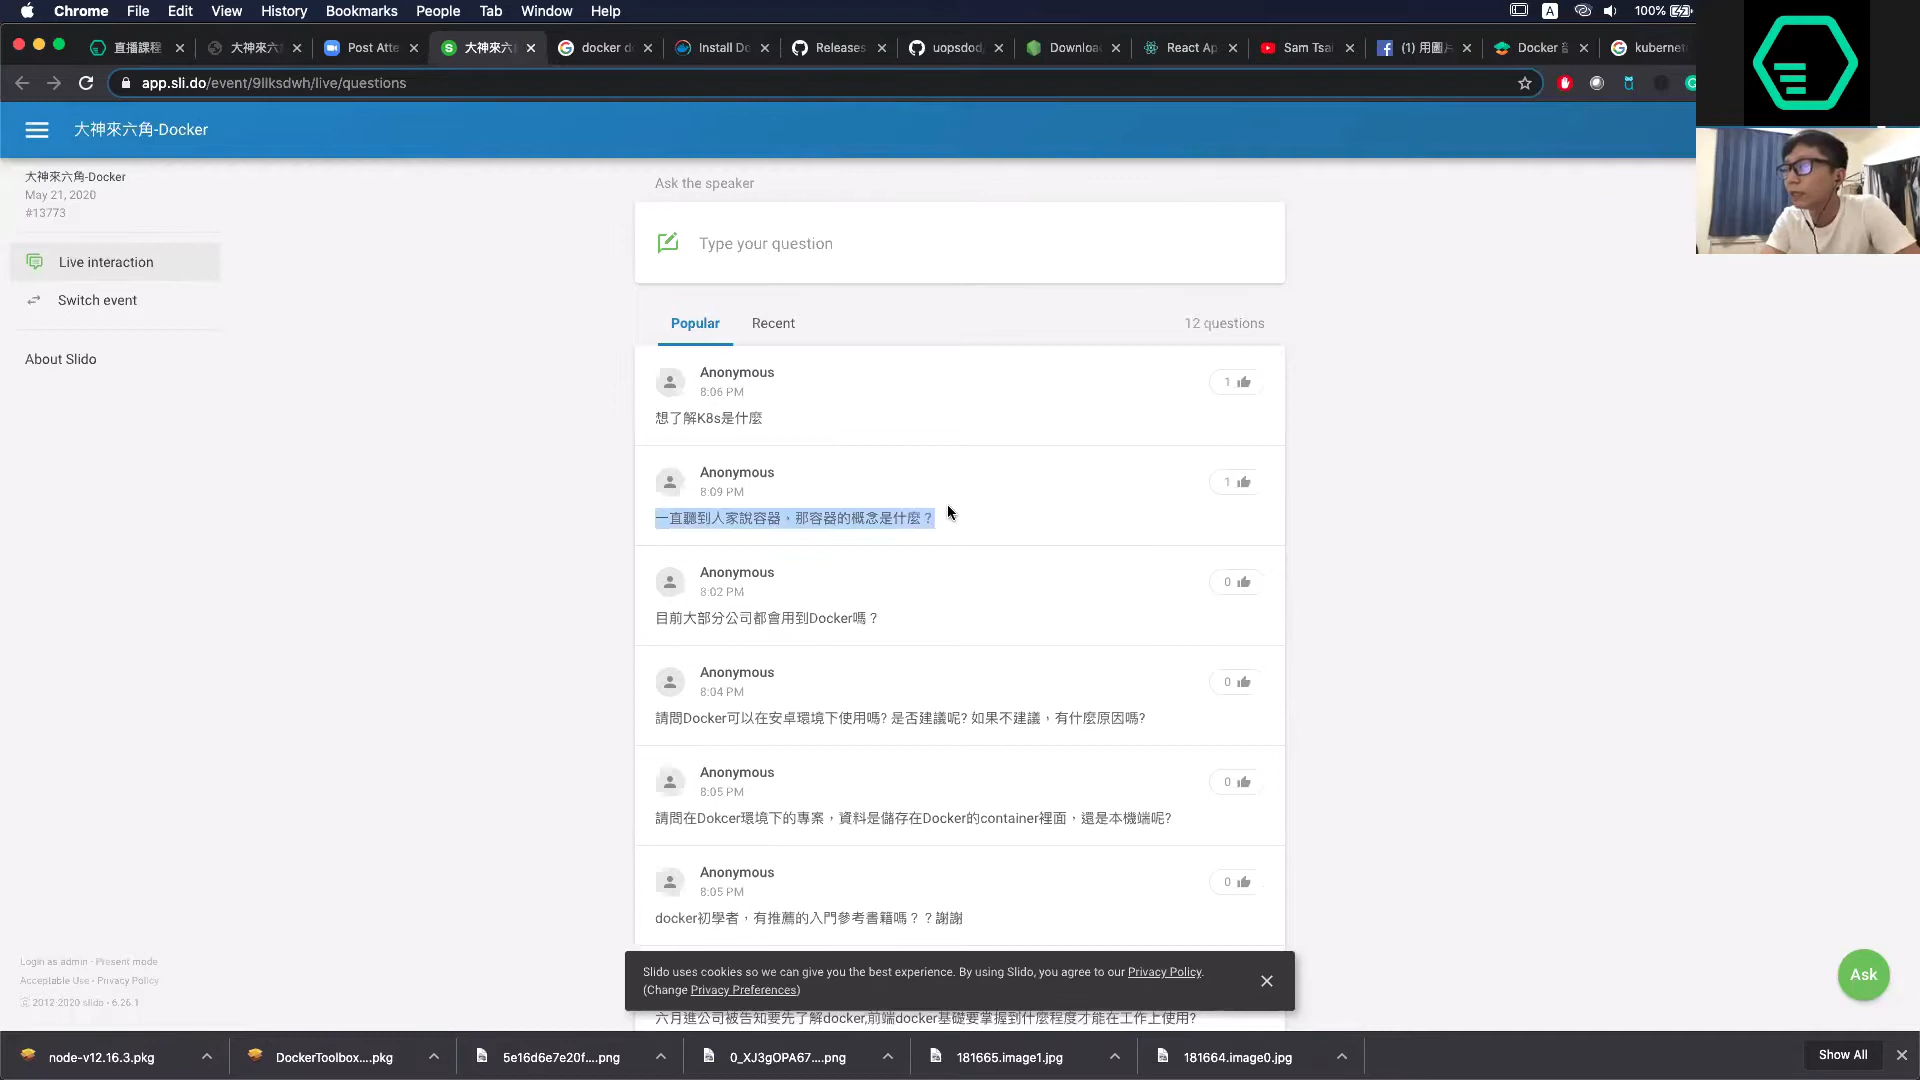 Chrome File Edit View History Bookmarks People Tab Window Help
A 100%
直播課程
大神來六
Post Atte
大神來六
docker d
Install Do
Releases
uopsdod
Downloa
React Ap
Sam Tsai
(1) 用圖
Docker
kubernet
app.sli.do/event/9llksdwh/live/questions
大神來六角-Docker
大神來六角-Docker
May 21, 2020
#13773
Live interaction
Switch event
About Slido
Ask the speaker
Type your question
Popular Recent 12 questions
Anonymous
8:06 PM
1
想了解K8s是什麼
Anonymous
8:09 PM
1
一直聽到人家說容器，那容器的概念是什麼？
Anonymous
8:02 PM
0
目前大部分公司都會用到Docker嗎？
Anonymous
8:04 PM
0
請問Docker可以在安卓環境下使用嗎? 是否建議呢? 如果不建議，有什麼原因嗎?
Anonymous
8:05 PM
0
請問在Dokcer環境下的專案，資料是儲存在Docker的container裡面，還是本機端呢?
Anonymous
8:05 PM
0
docker初學者，有推薦的入門參考書籍嗎？？謝謝
Slido uses cookies so we can give you the best experience. By using Slido, you agree to our Privacy Policy.
(Change Privacy Preferences)
六月進公司被告知要先了解docker,前端docker基礎要掌握到什麼程度才能在工作上使用?
Login as admin - Present mode
Acceptable Use - Privacy Policy
© 2012-2020 slido - 6.26.1
Ask
node-v12.16.3.pkg
DockerToolbox....pkg
5e16d6e7e20f....png
0_XJ3gOPA67....png
181665.image1.jpg
181664.image0.jpg
Show All